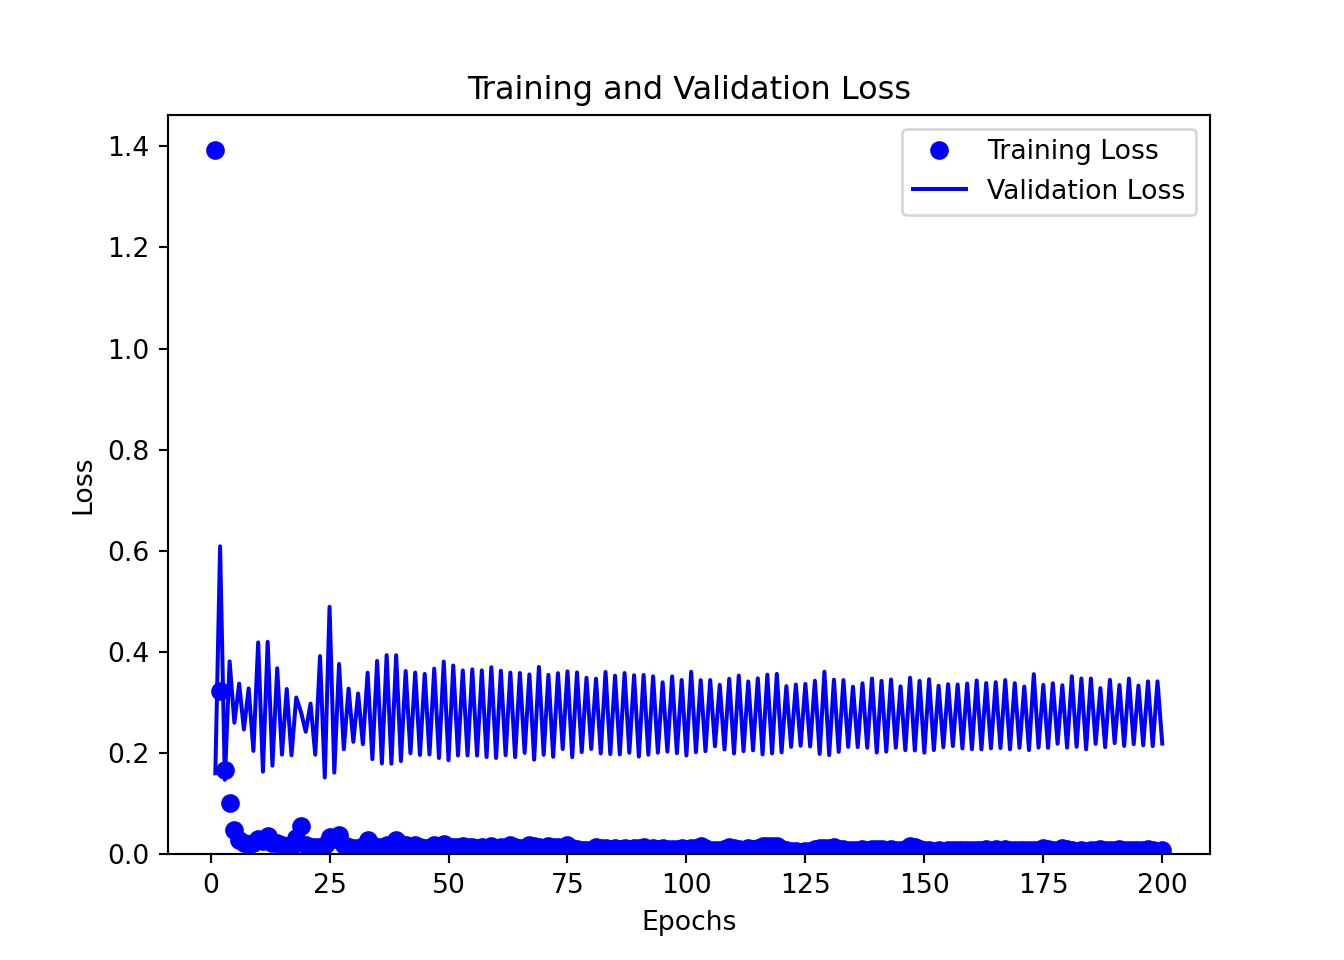 Training and Validation Loss
Training Loss
Validation Loss
1.4
1.2
1.0
0.8
0.6
0.4
0.2
0.0
Loss
0 25 50 75 100 125 150 175 200
Epochs